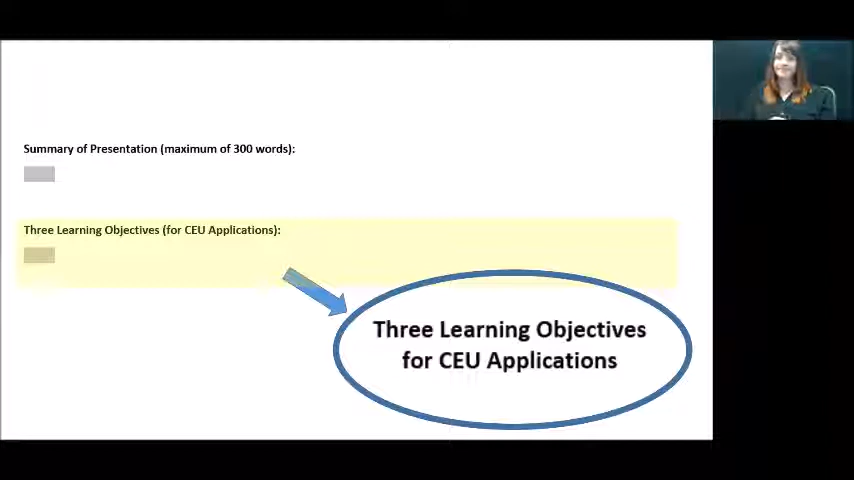 Summary of Presentation (maximum of 300 words):
Three Learning Objectives (for CEU Applications):
Three Learning Objectives
for CEU Applications